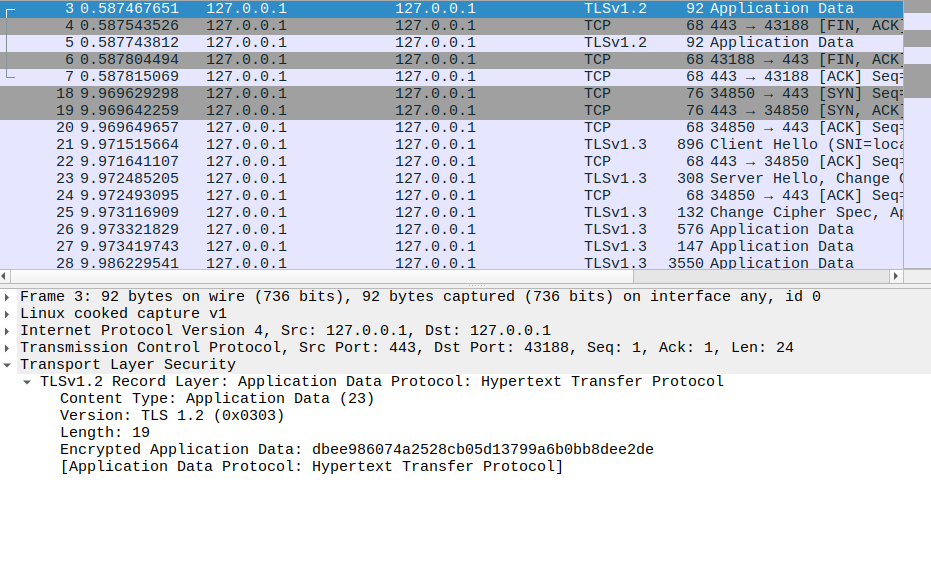 3 0.587467651 127.0.0.1 127.0.0.1 TLSv1.2 92 Application Data
4 0.587543526 127.0.0.1 127.0.0.1 TCP 68 443 → 43188 [FIN, ACK]
5 0.587743812 127.0.0.1 127.0.0.1 TLSv1.2 92 Application Data
6 0.587804494 127.0.0.1 127.0.0.1 TCP 68 43188 → 443 [FIN, ACK]
7 0.587815069 127.0.0.1 127.0.0.1 TCP 68 443 → 43188 [ACK] Seq=
18 9.969629298 127.0.0.1 127.0.0.1 TCP 76 34850 → 443 [SYN] Seq=
19 9.969642259 127.0.0.1 127.0.0.1 TCP 76 443 → 34850 [SYN, ACK]
20 9.969649657 127.0.0.1 127.0.0.1 TCP 68 34850 → 443 [ACK] Seq=
21 9.971515664 127.0.0.1 127.0.0.1 TLSv1.3 896 Client Hello (SNI=loca
22 9.971641107 127.0.0.1 127.0.0.1 TCP 68 443 → 34850 [ACK] Seq=
23 9.972485205 127.0.0.1 127.0.0.1 TLSv1.3 308 Server Hello, Change C
24 9.972493095 127.0.0.1 127.0.0.1 TCP 68 34850 → 443 [ACK] Seq=
25 9.973116909 127.0.0.1 127.0.0.1 TLSv1.3 132 Change Cipher Spec, Ap
26 9.973321829 127.0.0.1 127.0.0.1 TLSv1.3 576 Application Data
27 9.973419743 127.0.0.1 127.0.0.1 TLSv1.3 147 Application Data
28 9.986229541 127.0.0.1 127.0.0.1 TLSv1.3 3550 Application Data
Frame 3: 92 bytes on wire (736 bits), 92 bytes captured (736 bits) on interface any, id 0
Linux cooked capture v1
Internet Protocol Version 4, Src: 127.0.0.1, Dst: 127.0.0.1
Transmission Control Protocol, Src Port: 443, Dst Port: 43188, Seq: 1, Ack: 1, Len: 24
Transport Layer Security
TLSv1.2 Record Layer: Application Data Protocol: Hypertext Transfer Protocol
Content Type: Application Data (23)
Version: TLS 1.2 (0x0303)
Length: 19
Encrypted Application Data: dbee986074a2528cb05d13799a6b0bb8dee2de
[Application Data Protocol: Hypertext Transfer Protocol]